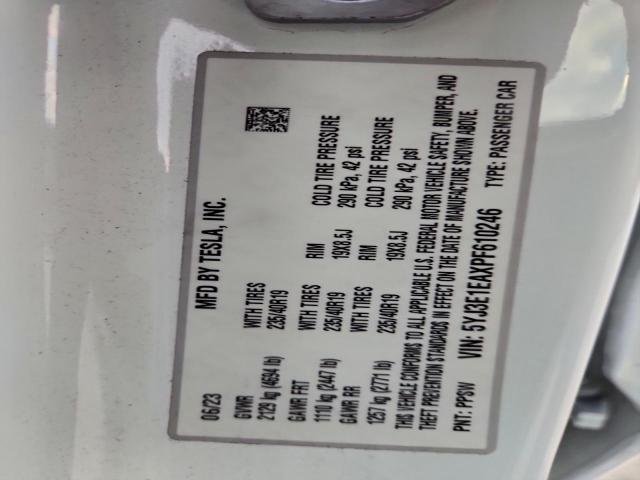 MFD BY TESLA, INC.
06/23
GVWR WITH TIRES RIM COLD TIRE PRESSURE
2129 kg (4694 lb) 235/40R19 19X8.5J 290 kPa, 42 psi
GAWR FRT WITH TIRES RIM COLD TIRE PRESSURE
1110 kg (2447 lb) 235/40R19 19X8.5J 290 kPa, 42 psi
GAWR RR
1257 kg (2771 lb)
THIS VEHICLE CONFORMS TO ALL APPLICABLE U.S. FEDERAL MOTOR VEHICLE SAFETY, BUMPER, AND
THEFT PREVENTION STANDARDS IN EFFECT ON THE DATE OF MANUFACTURE SHOWN ABOVE.
VIN: 5YJ3E1EAXPF610246 TYPE: PASSENGER CAR
PNT: PPSW